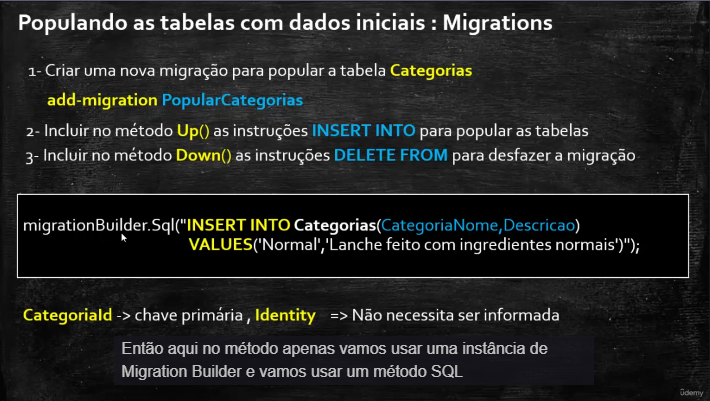 Populando as tabelas com dados iniciais : Migrations
1- Criar uma nova migração para popular a tabela Categorias
add-migration PopularCategorias
2- Incluir no método Up() as instruções INSERT INTO para popular as tabelas
3- Incluir no método Down() as instruções DELETE FROM para desfazer a migração
migrationBuilder.Sql("INSERT INTO Categorias(CategoriaNome,Descricao)
VALUES('Normal','Lanche feito com ingredientes normais')");
CategoriaId -> chave primária , Identity => Não necessita ser informada
Então aqui no método apenas vamos usar uma instância de
Migration Builder e vamos usar um método SQL
ûdemy